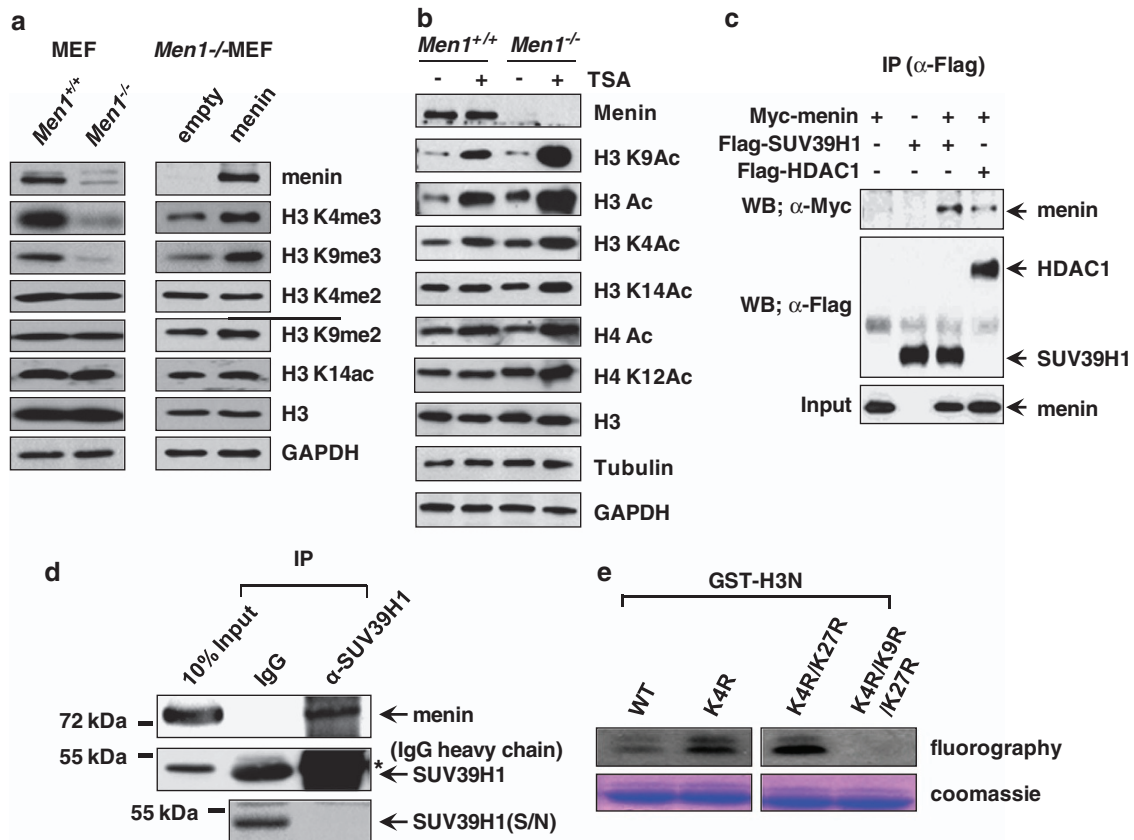 a
MEF
Men1-/-MEF
Men1+/+
Men1-/-
empty
menin
menin
H3 K4me3
H3 K9me3
H3 K4me2
H3 K9me2
H3 K14ac
H3
GAPDH
b
Men1+/+ Men1-/-
- + - + TSA
Menin
H3 K9Ac
H3 Ac
H3 K4Ac
H3 K14Ac
H4 Ac
H4 K12Ac
H3
Tubulin
GAPDH
c
IP (α-Flag)
Myc-menin + - + +
Flag-SUV39H1 - + + -
Flag-HDAC1 - - - +
WB; α-Myc
menin
HDAC1
WB; α-Flag
SUV39H1
Input
menin
d
IP
10% Input
IgG
α-SUV39H1
72 kDa
menin
55 kDa
(IgG heavy chain)
*
SUV39H1
55 kDa
SUV39H1(S/N)
e
GST-H3N
WT
K4R
K4R/K27R
K4R/K9R
/K27R
fluorography
coomassie